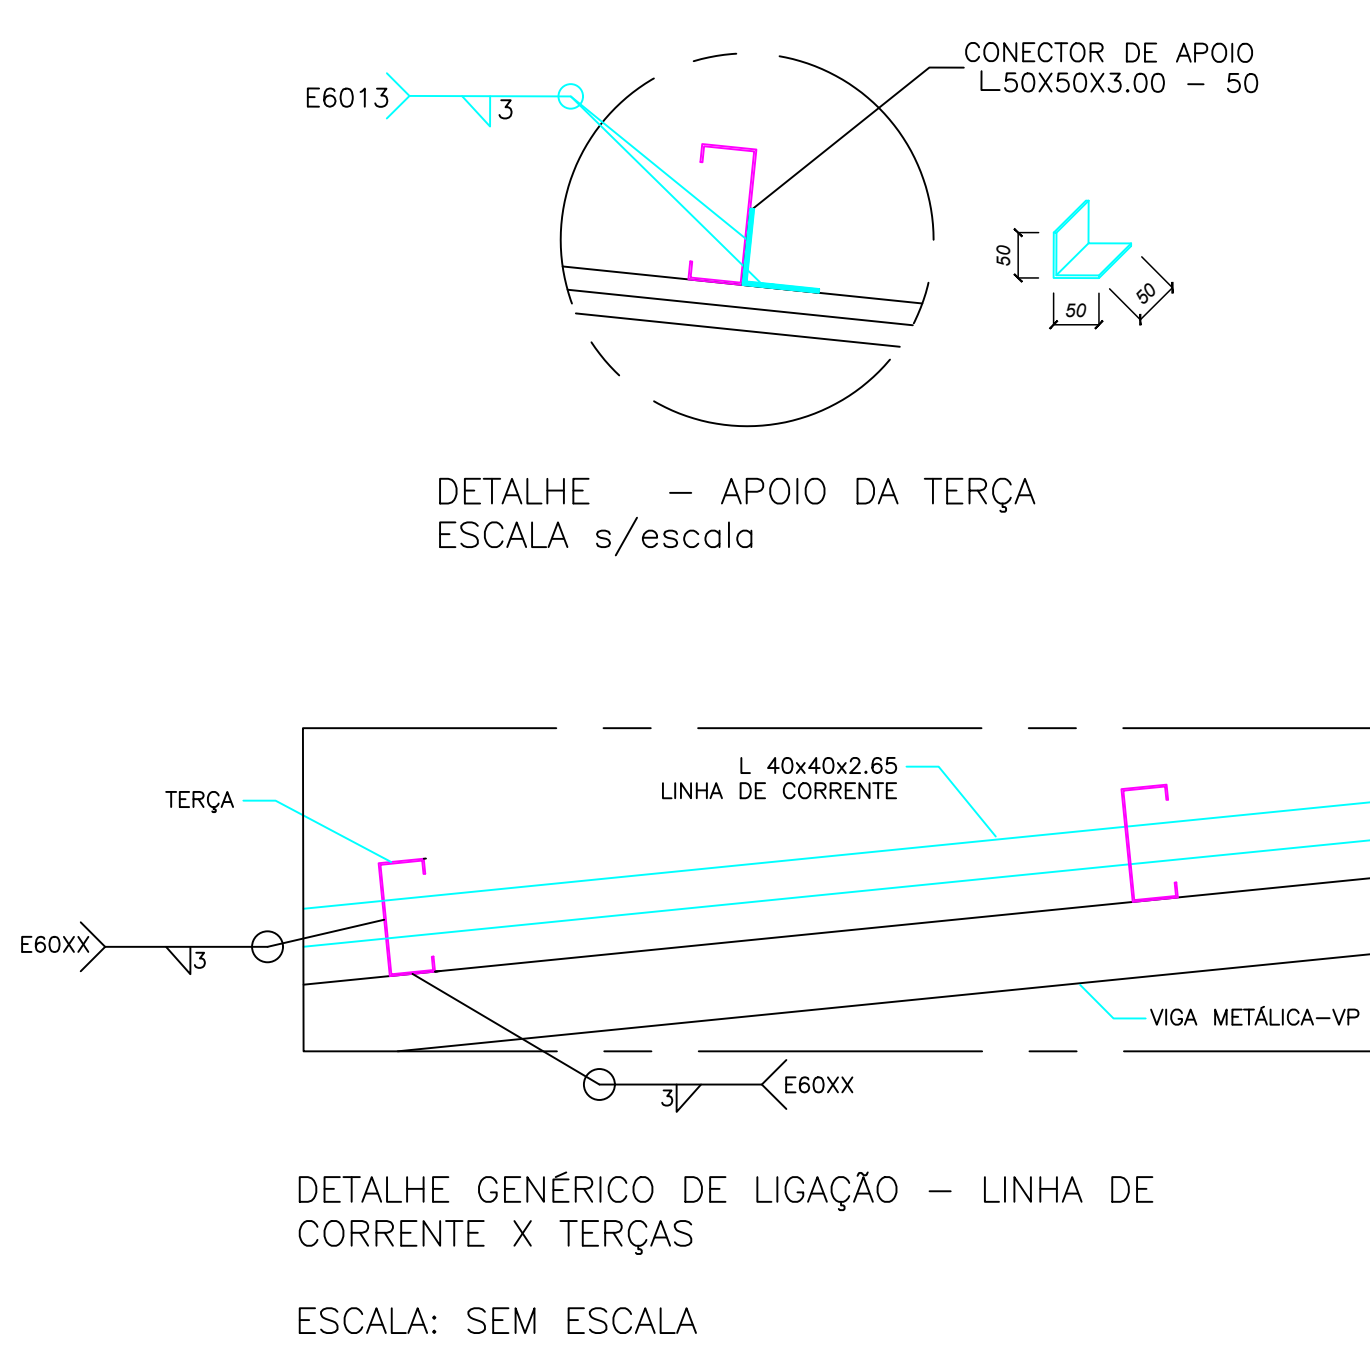 CONECTOR DE APOIO
L50X50X3.00 - 50
E6013
3
50
50
50
DETALHE - APOIO DA TERÇA
ESCALA s/escala
L 40x40x2.65
LINHA DE CORRENTE
TERÇA
E60XX
3
VIGA METÁLICA-VP
3
E60XX
DETALHE GENÉRICO DE LIGAÇÃO - LINHA DE
CORRENTE X TERÇAS
ESCALA: SEM ESCALA